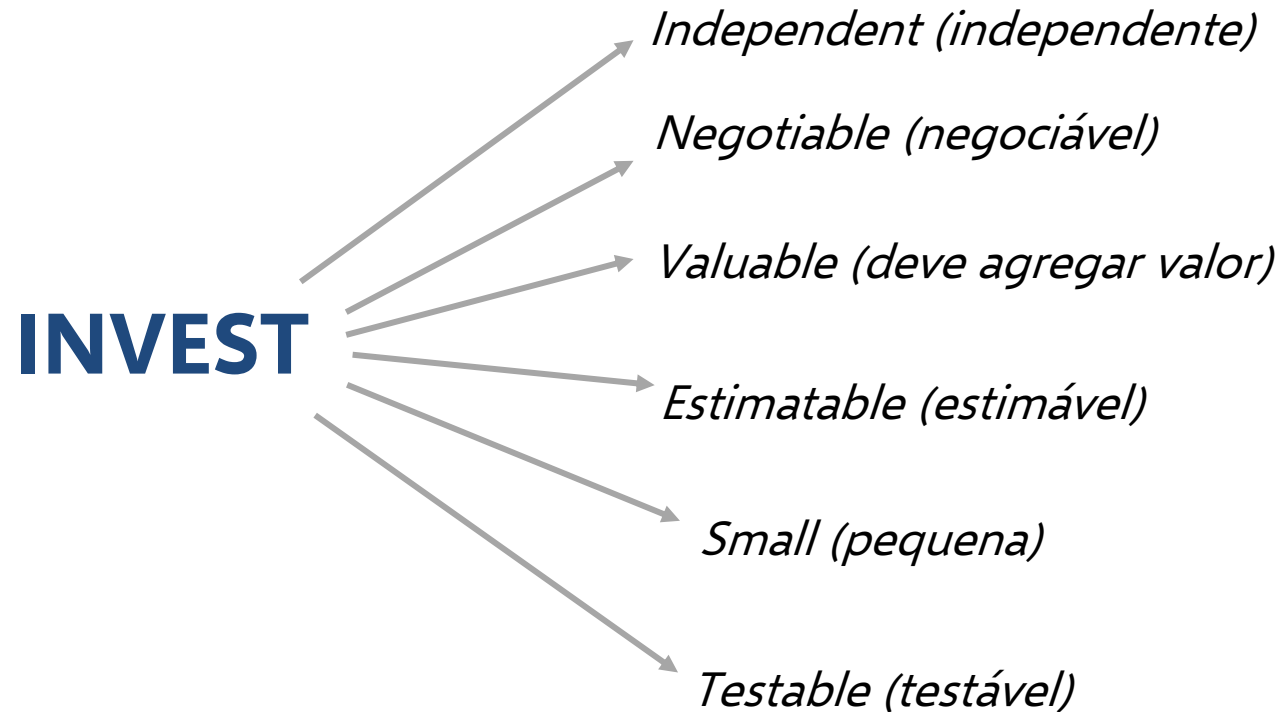 Independent (independente)
Negotiable (negociável)
Valuable (deve agregar valor)
INVEST
Estimatable (estimável)
Small (pequena)
Testable (testável)